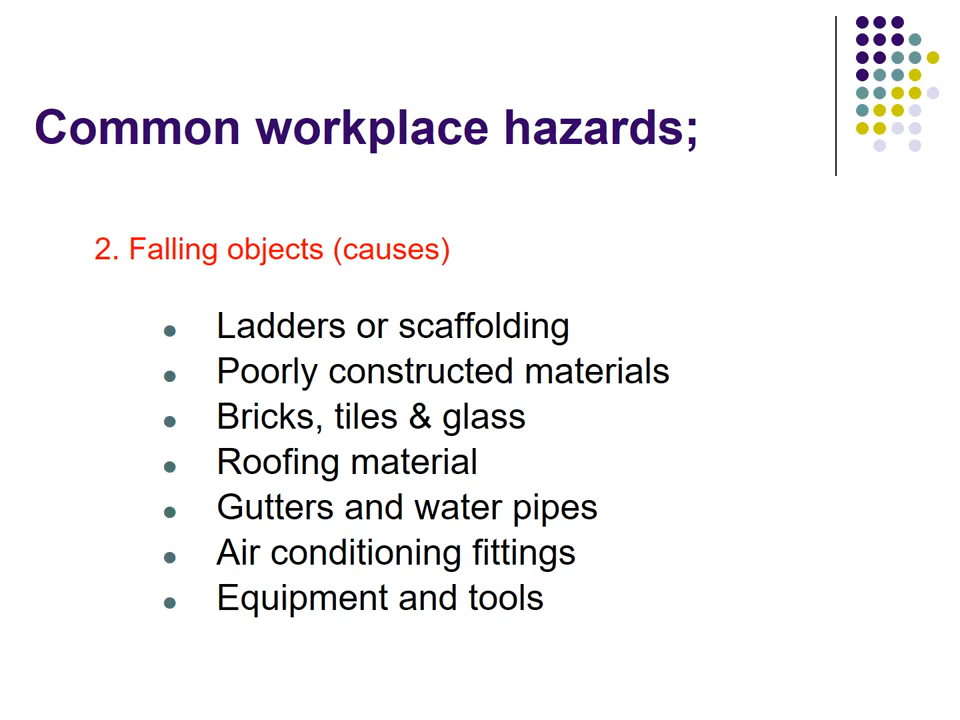 Common workplace hazards;
2. Falling objects (causes)
● Ladders or scaffolding
● Poorly constructed materials
● Bricks, tiles & glass
● Roofing material
● Gutters and water pipes
● Air conditioning fittings
● Equipment and tools